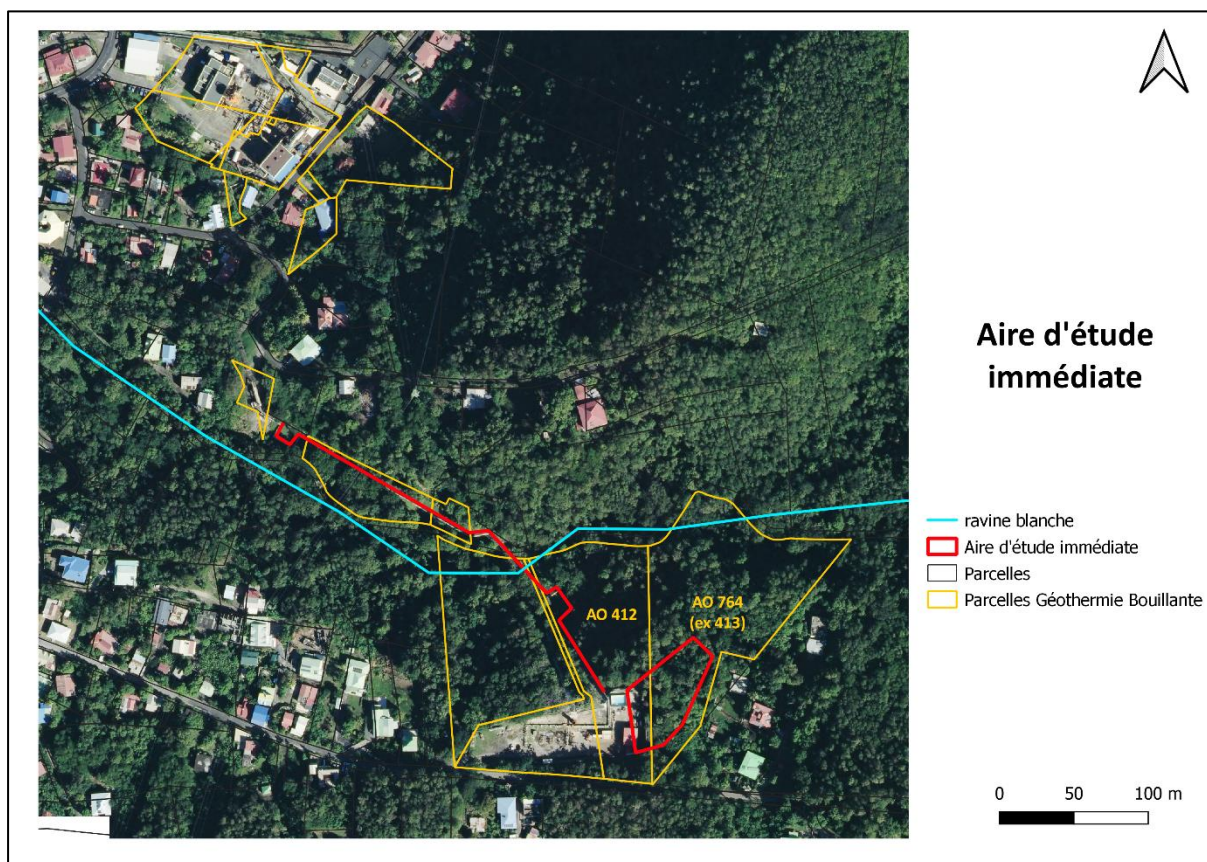 Aire d'étude
immédiate
ravine blanche
Aire d'étude immédiate
Parcelles
Parcelles Géothermie Bouillante
AO 412
AO 764
(ex 413)
0 50 100 m